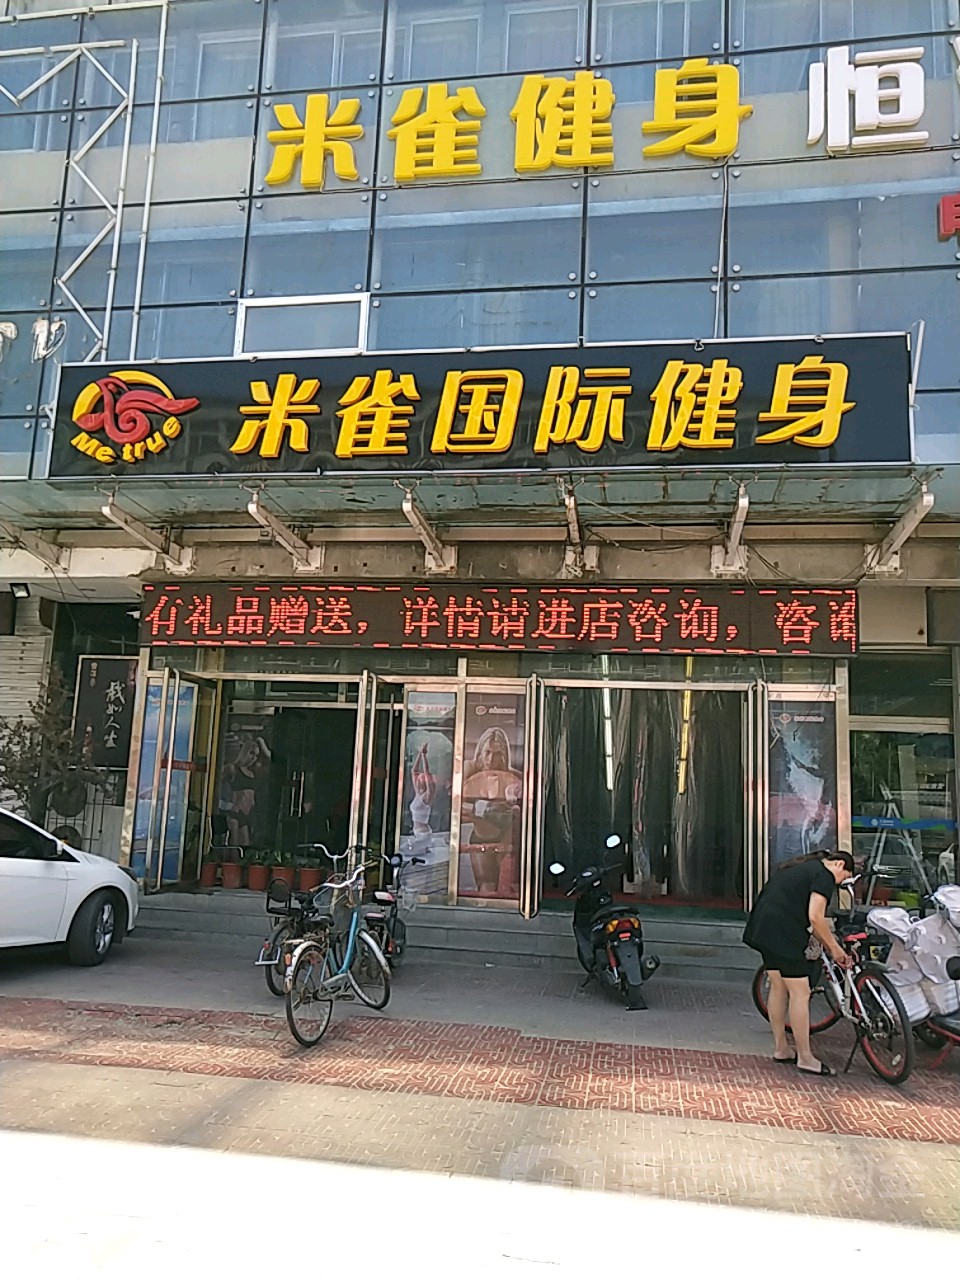 米雀健身 恒
Me true
米雀国际健身
有礼品赠送，详情请进店咨询，咨询